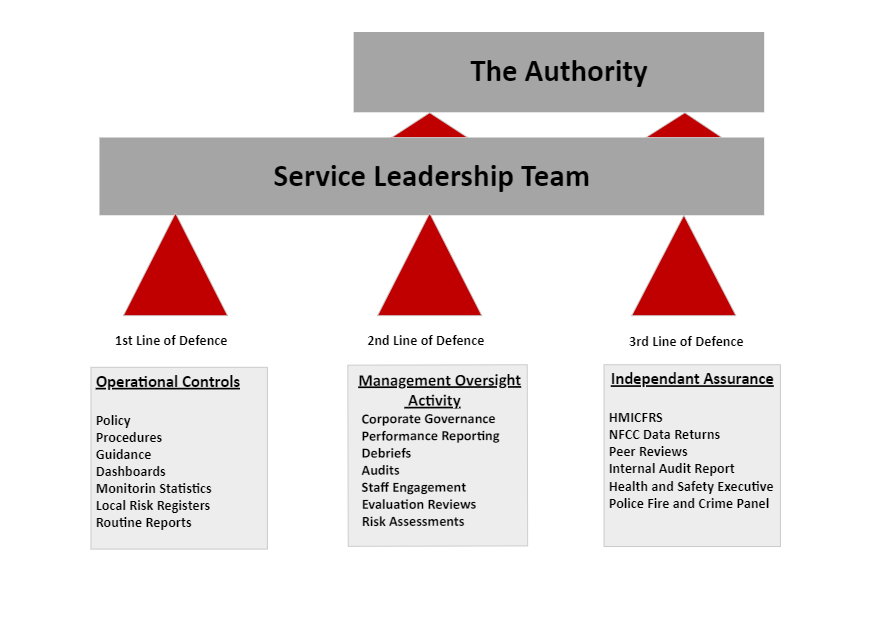 The Authority
Service Leadership Team
1st Line of Defence
2nd Line of Defence
3rd Line of Defence
Operational Controls
Policy
Procedures
Guidance
Dashboards
Monitorin Statistics
Local Risk Registers
Routine Reports
Management Oversight
Activity
Corporate Governance
Performance Reporting
Debriefs
Audits
Staff Engagement
Evaluation Reviews
Risk Assessments
Independant Assurance
HMICFRS
NFCC Data Returns
Peer Reviews
Internal Audit Report
Health and Safety Executive
Police Fire and Crime Panel